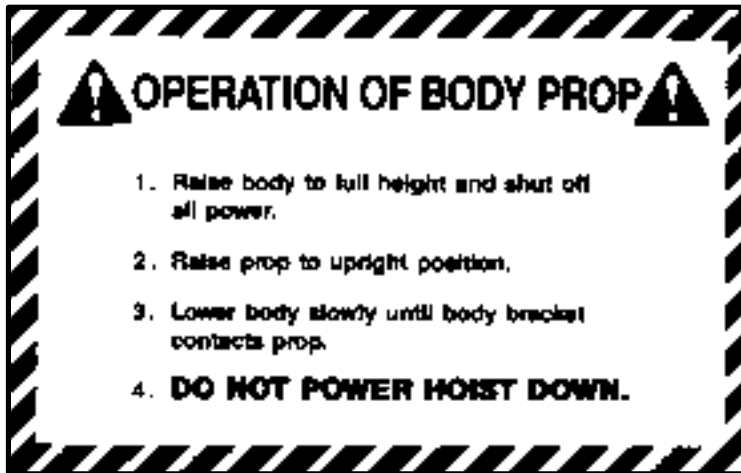 OPERATION OF BODY PROP
1. Raise body to full height and shut off
all power.
2. Raise prop to upright position.
3. Lower body slowly until body bracket
contacts prop.
4. DO NOT POWER HOIST DOWN.